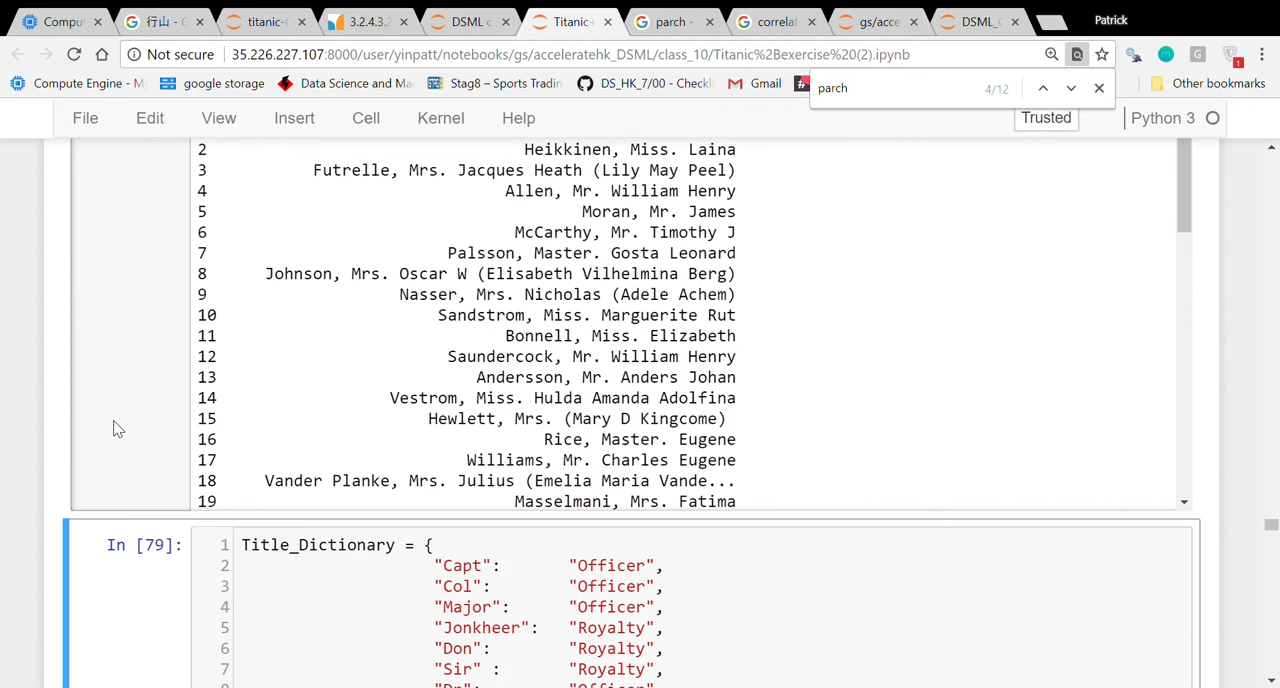 Comput
行山 - G
titanic-(
3.2.4.3.2
DSML c
Titanic+
parch -
correlat
gs/acce
DSML_C
Patrick
Not secure
35.226.227.107:8000/user/yinpatt/notebooks/gs/acceleratehk_DSML/class_10/Titanic%2Bexercise%20(2).ipynb
Compute Engine - M
google storage
Data Science and Ma
Stag8 – Sports Tradin
DS_HK_7/00 - Checkl
Gmail
Other bookmarks
1
parch
4/12
File Edit View Insert Cell Kernel Help
Trusted
Python 3
2 Heikkinen, Miss. Laina
3 Futrelle, Mrs. Jacques Heath (Lily May Peel)
4 Allen, Mr. William Henry
5 Moran, Mr. James
6 McCarthy, Mr. Timothy J
7 Palsson, Master. Gosta Leonard
8 Johnson, Mrs. Oscar W (Elisabeth Vilhelmina Berg)
9 Nasser, Mrs. Nicholas (Adele Achem)
10 Sandstrom, Miss. Marguerite Rut
11 Bonnell, Miss. Elizabeth
12 Saundercock, Mr. William Henry
13 Andersson, Mr. Anders Johan
14 Vestrom, Miss. Hulda Amanda Adolfina
15 Hewlett, Mrs. (Mary D Kingcome)
16 Rice, Master. Eugene
17 Williams, Mr. Charles Eugene
18 Vander Planke, Mrs. Julius (Emelia Maria Vande...
19 Masselmani, Mrs. Fatima
In [79]:
1 Title_Dictionary = {
2 "Capt": "Officer",
3 "Col": "Officer",
4 "Major": "Officer",
5 "Jonkheer": "Royalty",
6 "Don": "Royalty",
7 "Sir" : "Royalty",